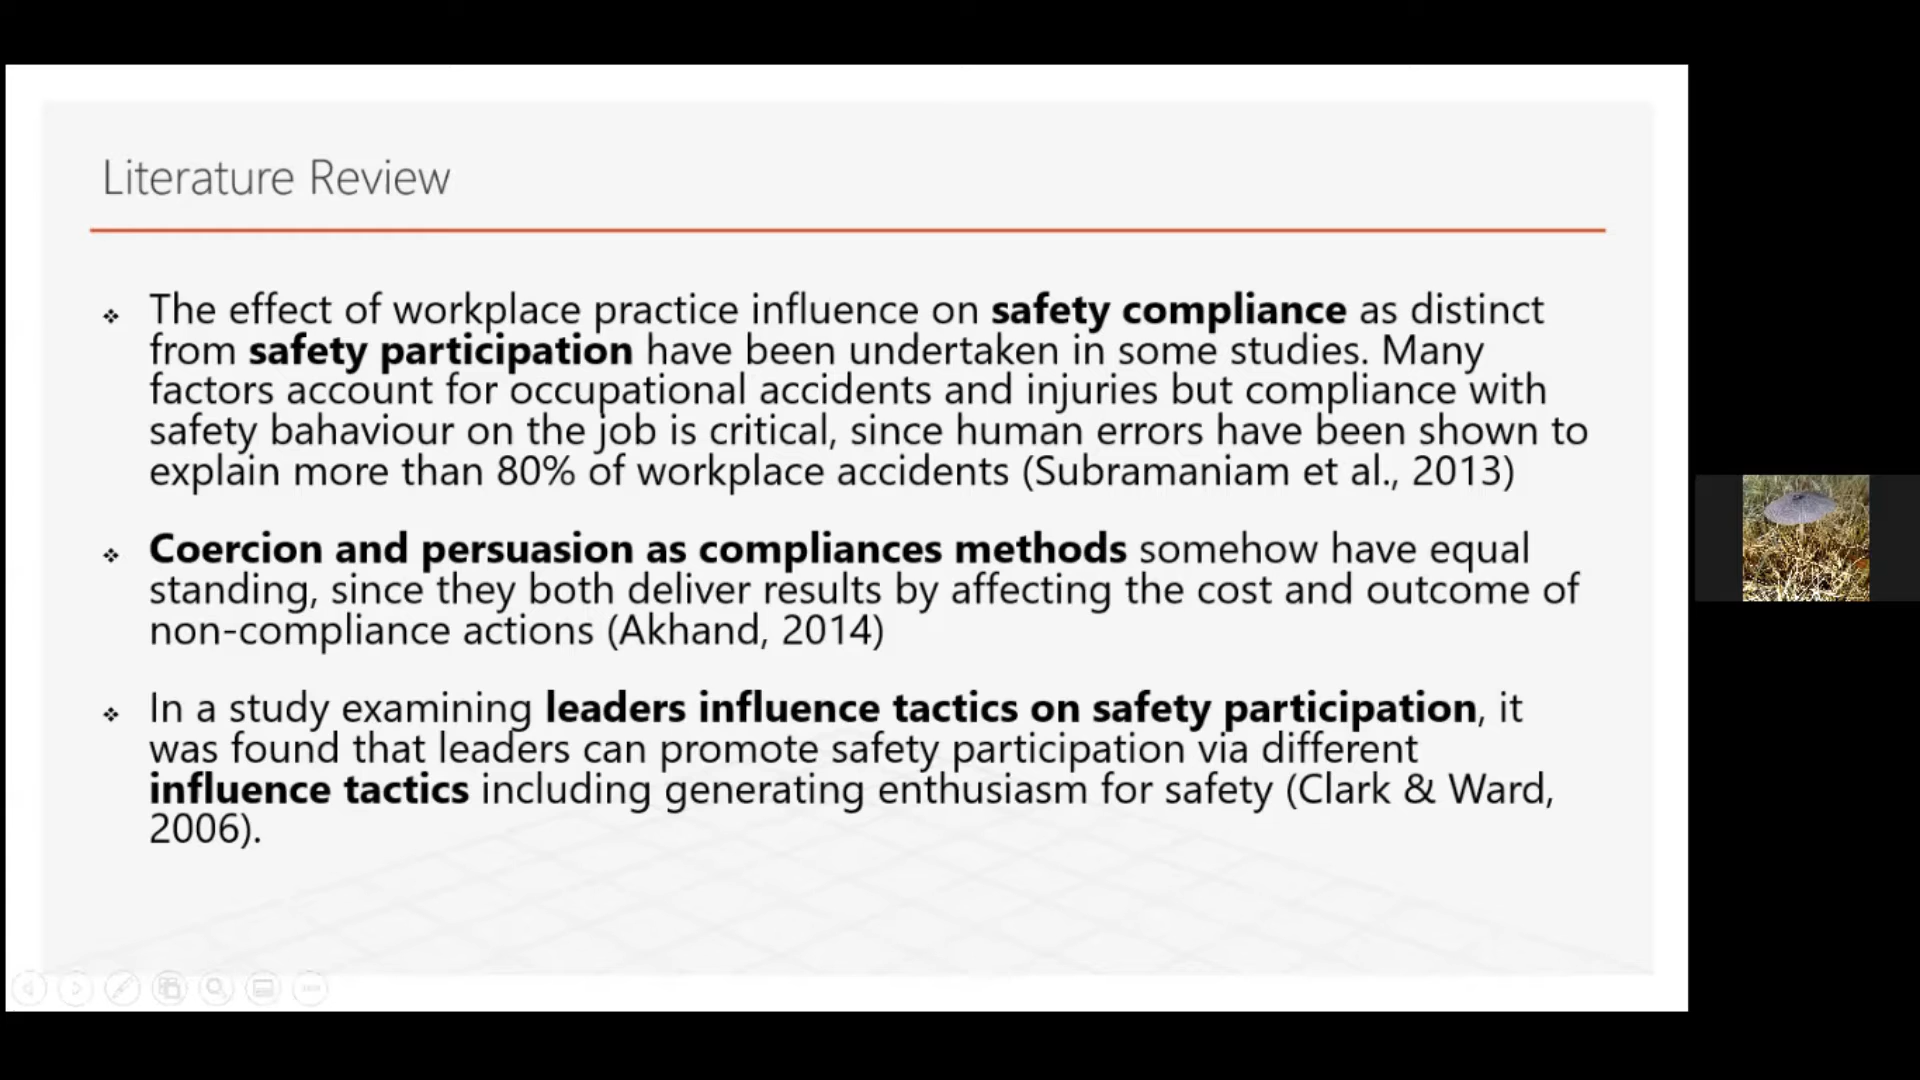 Literature Review
❖ The effect of workplace practice influence on safety compliance as distinct
from safety participation have been undertaken in some studies. Many
factors account for occupational accidents and injuries but compliance with
safety bahaviour on the job is critical, since human errors have been shown to
explain more than 80% of workplace accidents (Subramaniam et al., 2013)
❖ Coercion and persuasion as compliances methods somehow have equal
standing, since they both deliver results by affecting the cost and outcome of
non-compliance actions (Akhand, 2014)
❖ In a study examining leaders influence tactics on safety participation, it
was found that leaders can promote safety participation via different
influence tactics including generating enthusiasm for safety (Clark & Ward,
2006).